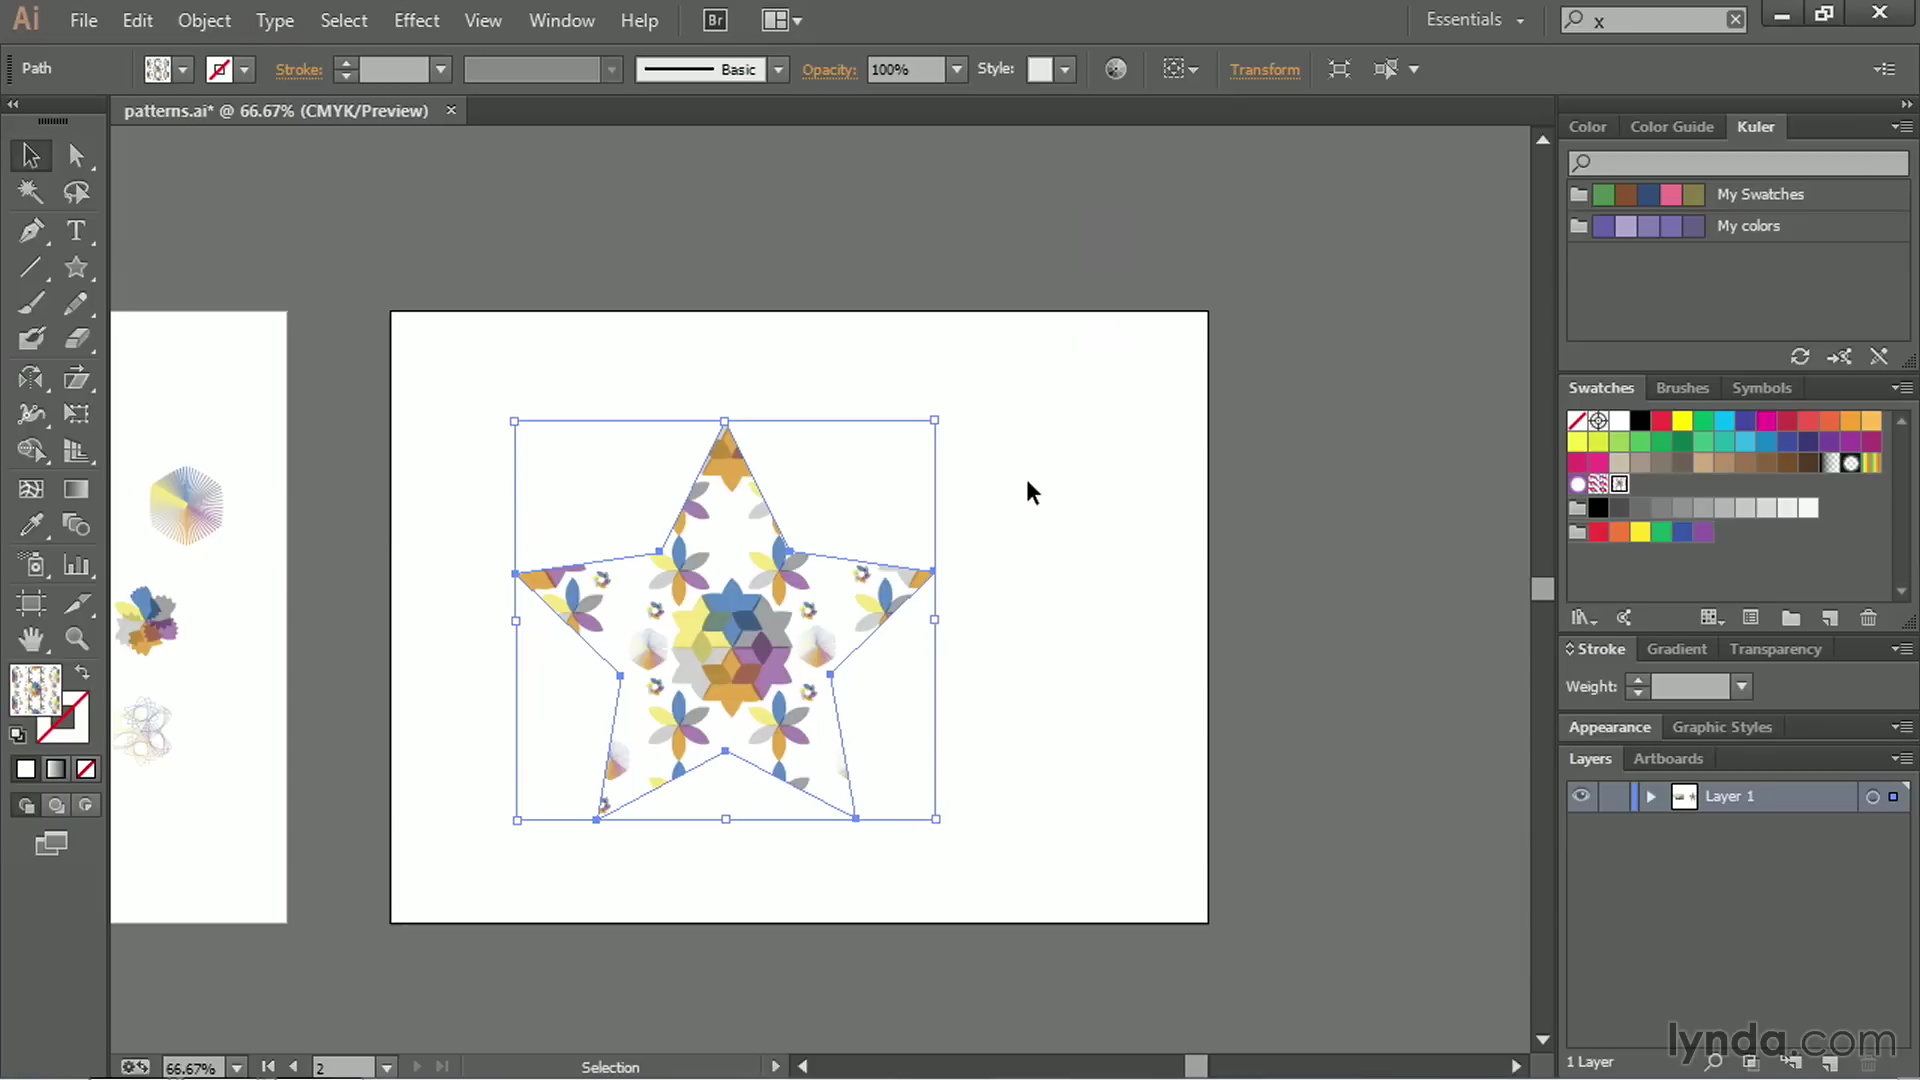 Ai File Edit Object Type Select Effect View Window Help Br Essentials x
Path Stroke: Basic Opacity: 100% Style: Transform
patterns.ai* @ 66.67% (CMYK/Preview)
Color Color Guide Kuler
My Swatches
My colors
Swatches Brushes Symbols
Stroke Gradient Transparency
Weight:
Appearance Graphic Styles
Layers Artboards
Layer 1
lynda.com
1 Layer
66.67% 2 Selection
T